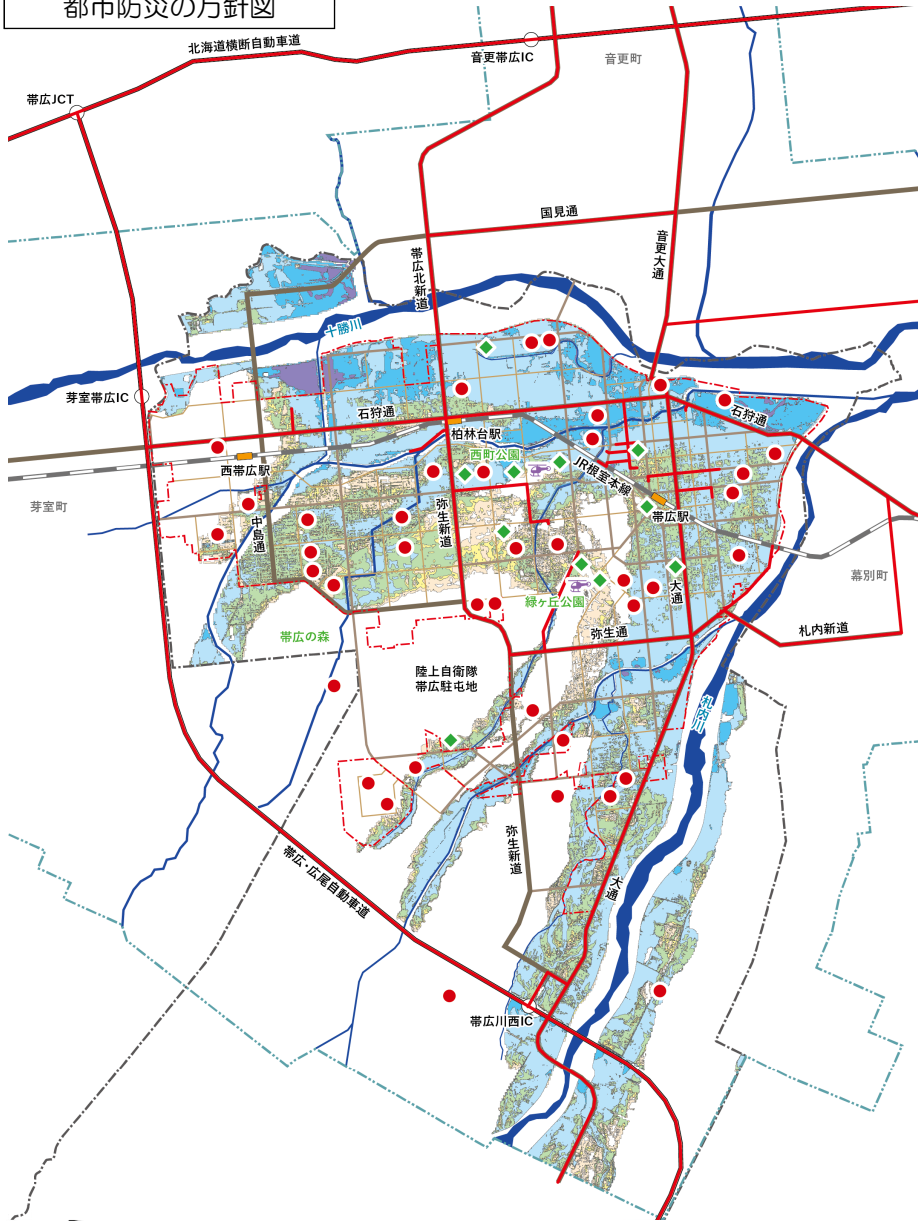 都市防災の方針図
北海道横断自動車道
音更帯広IC
音更町
帯広JCT
国見通
帯広北新道
音更大通
十勝川
芽室帯広IC
石狩通
石狩通
柏林台駅
西町公園
西帯広駅
JR根室本線
芽室町
中島通
弥生新道
帯広駅
幕別町
大通
緑ヶ丘公園
弥生通
札内新道
帯広の森
陸上自衛隊
帯広駐屯地
札内川
弥生新道
大通
帯広・広尾自動車道
帯広川西IC